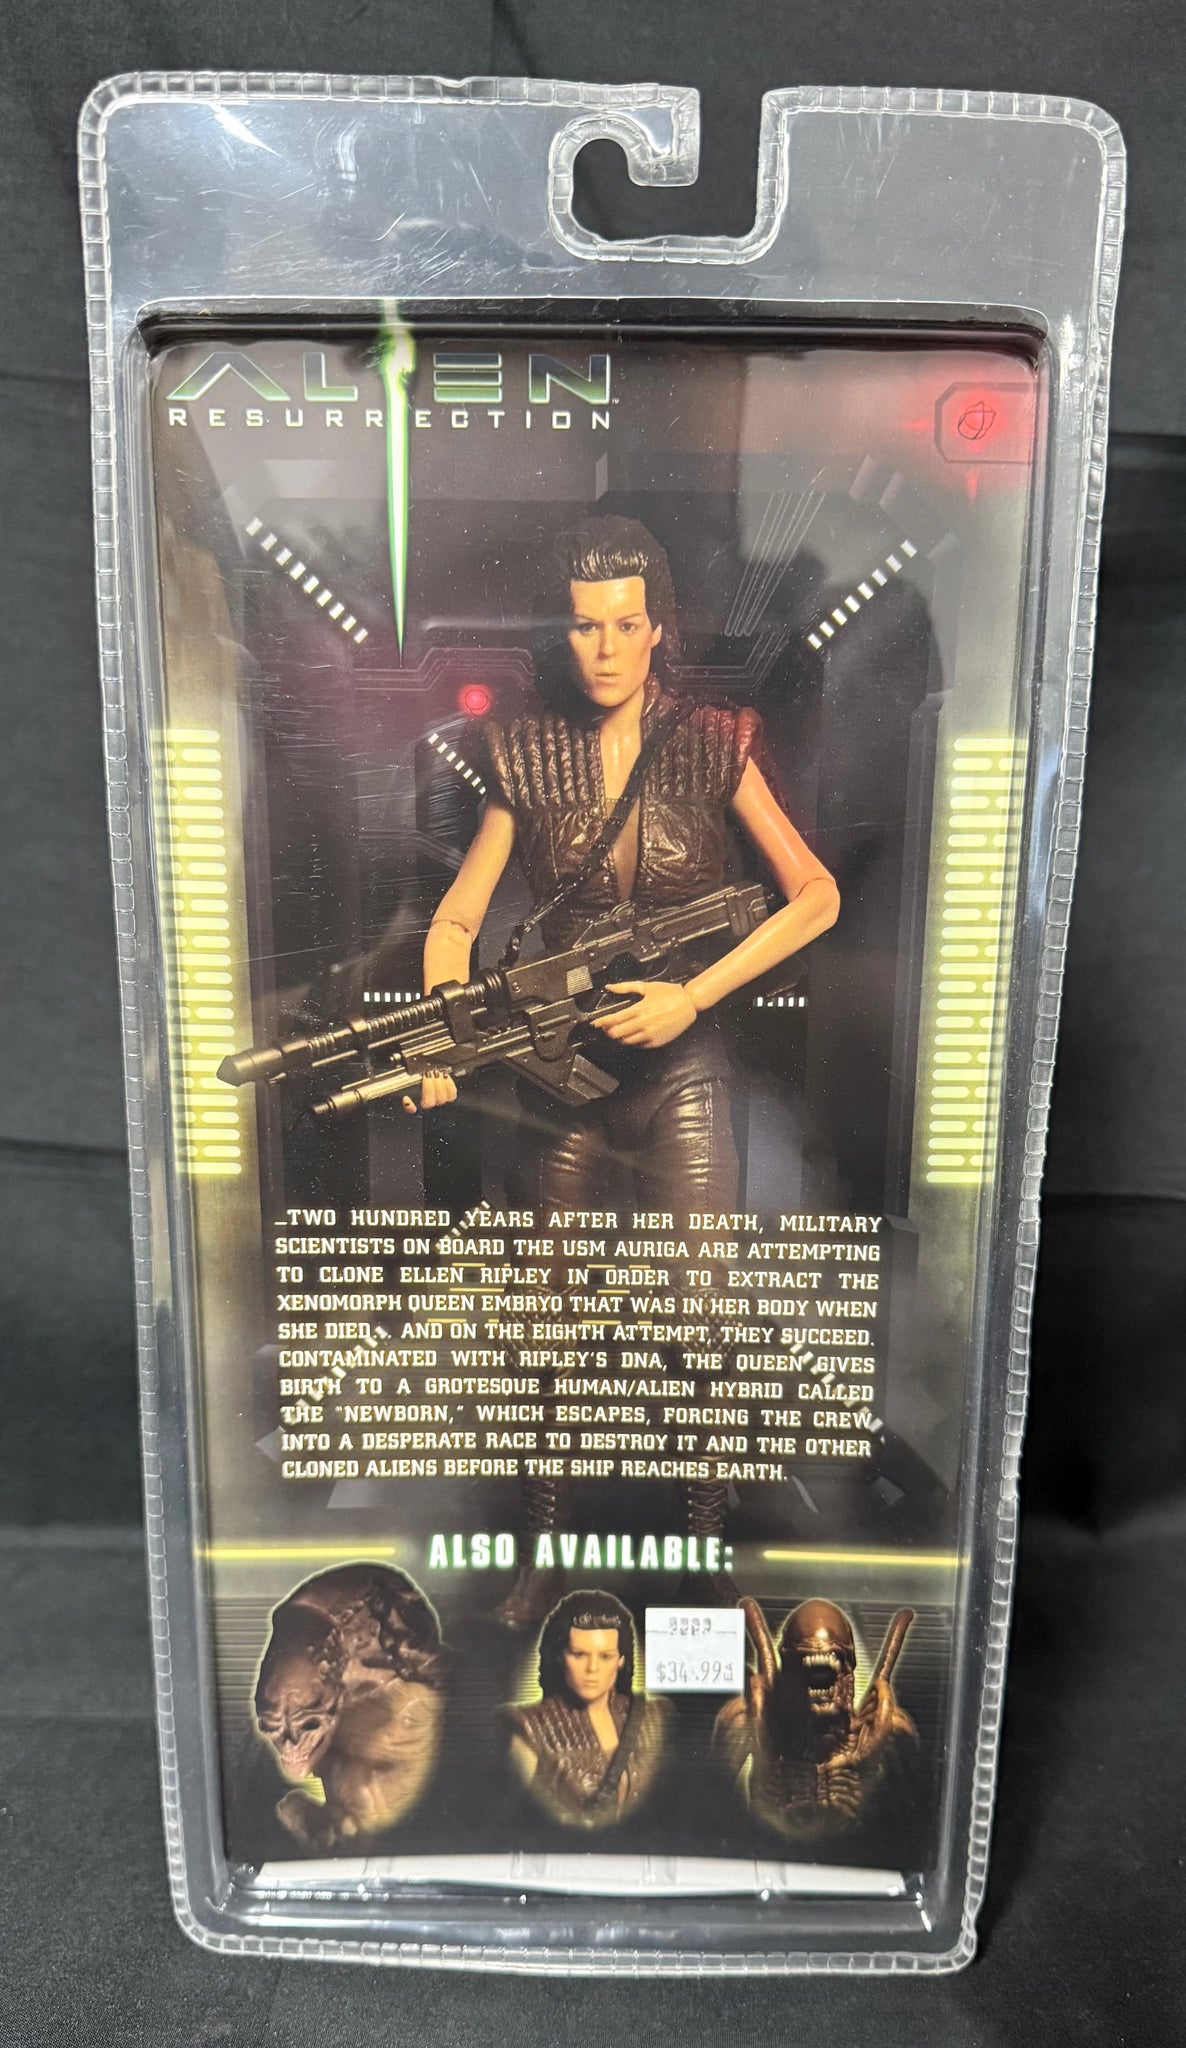 ALIEN™
RESURRECTION
...TWO HUNDRED YEARS AFTER HER DEATH, MILITARY
SCIENTISTS ON BOARD THE USM AURIGA ARE ATTEMPTING
TO CLONE ELLEN RIPLEY IN ORDER TO EXTRACT THE
XENOMORPH QUEEN EMBRYO THAT WAS IN HER BODY WHEN
SHE DIED... AND ON THE EIGHTH ATTEMPT, THEY SUCCEED.
CONTAMINATED WITH RIPLEY'S DNA, THE QUEEN GIVES
BIRTH TO A GROTESQUE HUMAN/ALIEN HYBRID CALLED
THE "NEWBORN," WHICH ESCAPES, FORCING THE CREW
INTO A DESPERATE RACE TO DESTROY IT AND THE OTHER
CLONED ALIENS BEFORE THE SHIP REACHES EARTH.
ALSO AVAILABLE:
$34.99